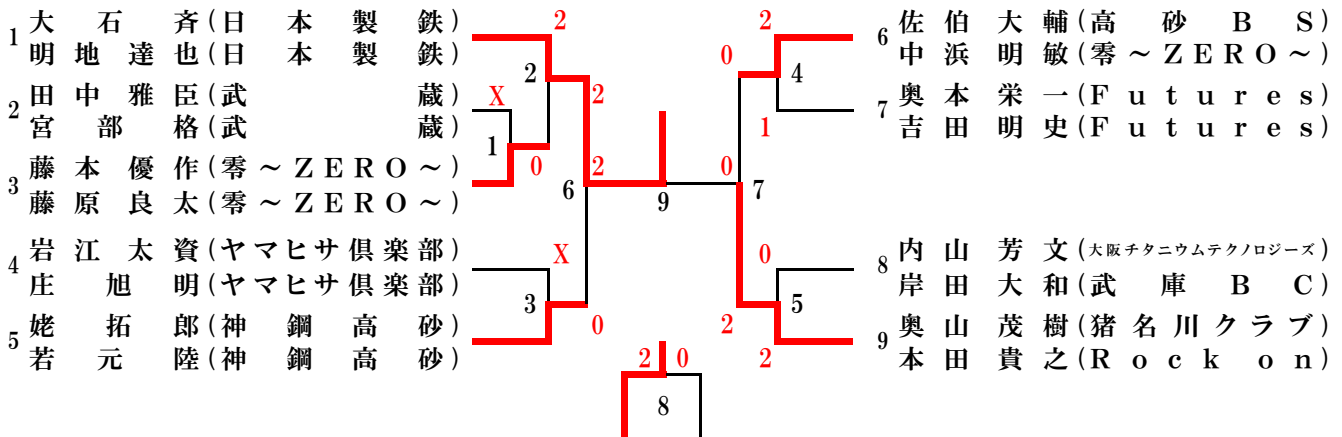 1 大石 斉(日本製鉄)
明地達也(日本製鉄)
2 田中雅臣(武蔵)
宮部 格(武蔵)
3 藤本優作(零～ZERO～)
藤原良太(零～ZERO～)
4 岩江太資(ヤマヒサ倶楽部)
庄 旭明(ヤマヒサ倶楽部)
5 姥 拓郎(神鋼高砂)
若元 陸(神鋼高砂)
2
2
X
1
0
2
2
6
X
3
0
9
2 0
8
0
2
4
1
0
7
0
5
2
2
6 佐伯大輔(高砂BS)
中浜明敏(零～ZERO～)
7 奥本栄一(Futures)
吉田明史(Futures)
8 内山芳文(大阪チタニウムテクノロジーズ)
岸田大和(武庫BC)
9 奥山茂樹(猪名川クラブ)
本田貴之(Rock on)